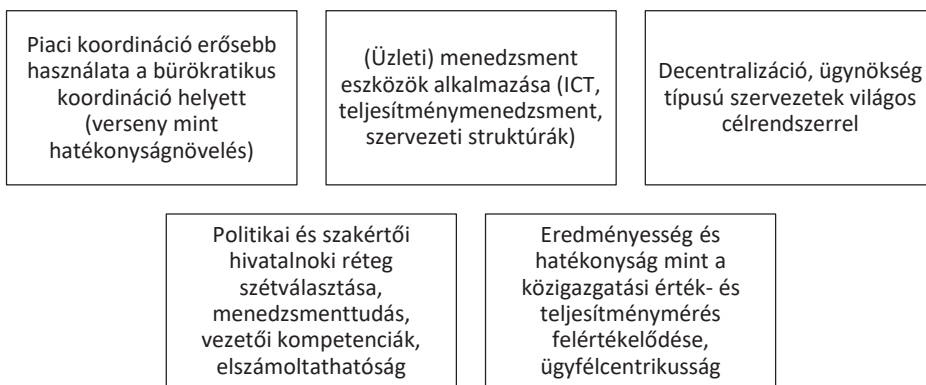 Piaci koordináció erősebb
használata a bürökratikus
koordináció helyett
(verseny mint
hatékonyságnövelés)
(Üzleti) menedzsment
eszközök alkalmazása (ICT,
teljesítménymenedzsment,
szervezeti struktúrák)
Decentralizáció, ügynökség
típusú szervezetek világos
célrendszerrel
Politikai és szakértői
hivatalnoki réteg
szétválasztása,
menedzsmenttudás,
vezetői kompetenciák,
elszámoltathatóság
Eredményesség és
hatékonyság mint a
közigazgatási érték- és
teljesítménymérés
felértékelődése,
ügyfélcentrikusság